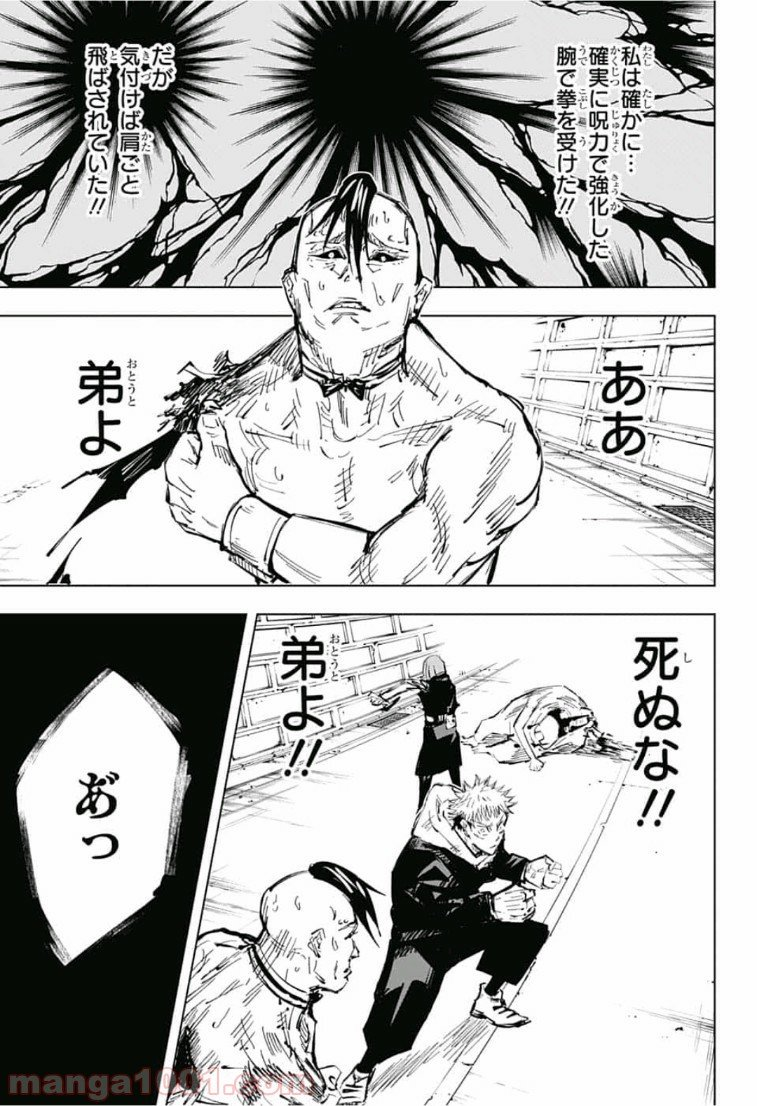 私は確かに…
確実に呪力で強化した
腕で拳を受けた!!
だが
気付けば肩ごと
飛ばされていた!!
ああ
弟よ
死ぬな!!
弟よ!!
あ゙っ
manga1001.com